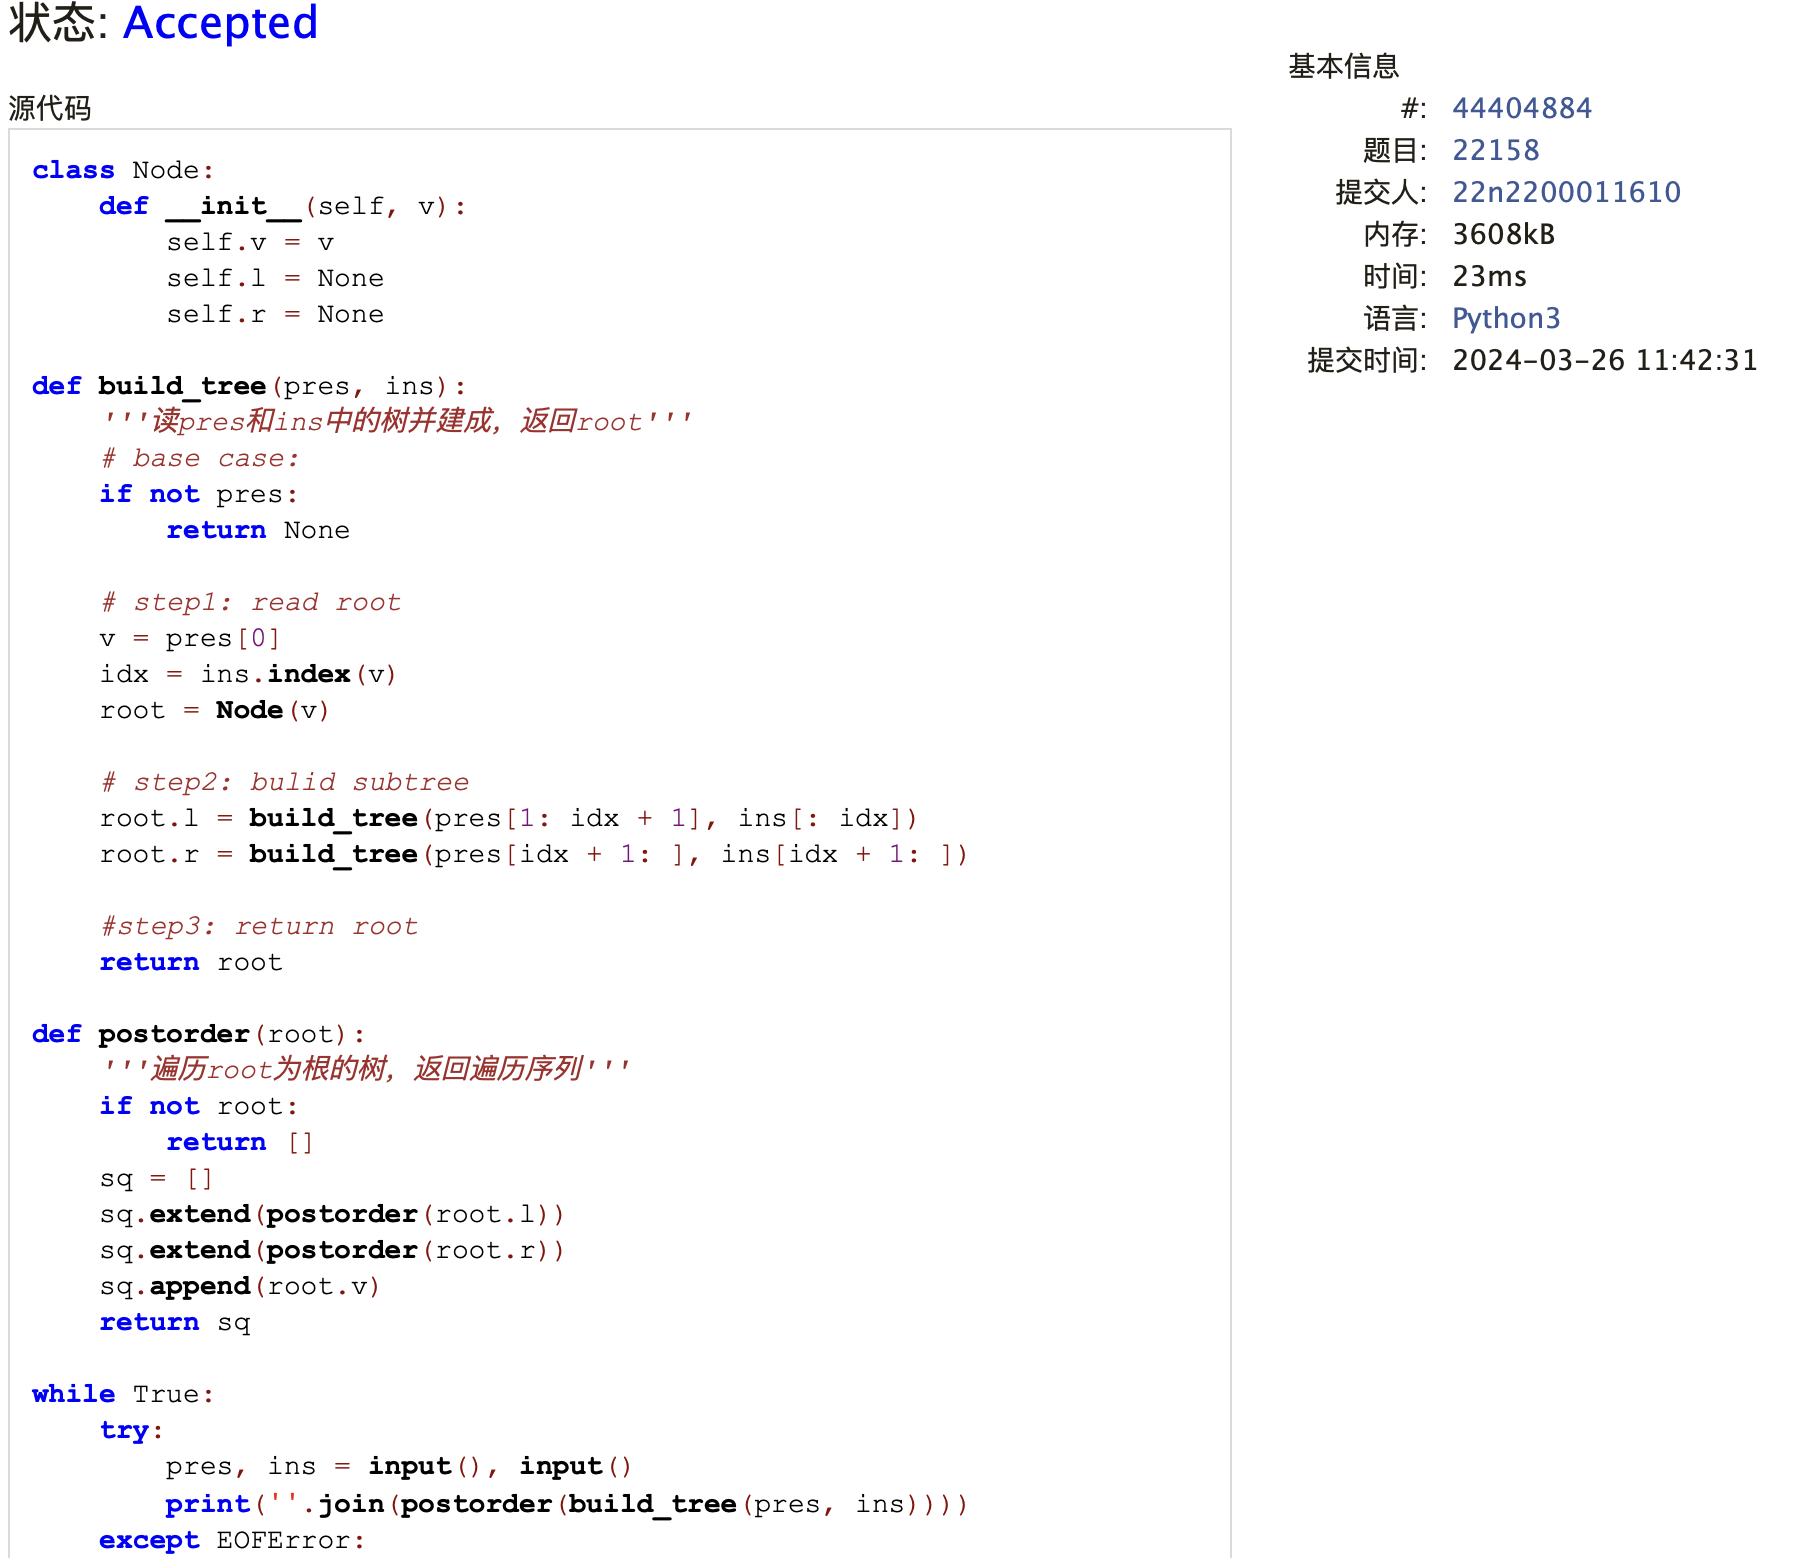 状态: Accepted
基本信息
#: 44404884
题目: 22158
提交人: 22n2200011610
内存: 3608kB
时间: 23ms
语言: Python3
提交时间: 2024-03-26 11:42:31
源代码
class Node:
    def __init__(self, v):
        self.v = v
        self.l = None
        self.r = None

def build_tree(pres, ins):
    '''读pres和ins中的树并建成，返回root'''
    # base case:
    if not pres:
        return None

    # step1: read root
    v = pres[0]
    idx = ins.index(v)
    root = Node(v)

    # step2: bulid subtree
    root.l = build_tree(pres[1: idx + 1], ins[: idx])
    root.r = build_tree(pres[idx + 1: ], ins[idx + 1: ])

    #step3: return root
    return root

def postorder(root):
    '''遍历root为根的树，返回遍历序列'''
    if not root:
        return []
    sq = []
    sq.extend(postorder(root.l))
    sq.extend(postorder(root.r))
    sq.append(root.v)
    return sq

while True:
    try:
        pres, ins = input(), input()
        print(''.join(postorder(build_tree(pres, ins))))
    except EOFError: